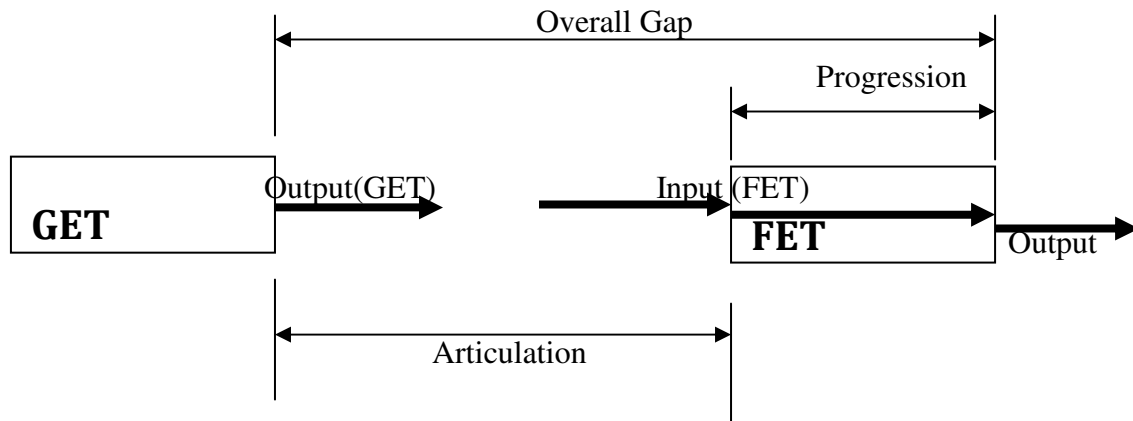 Overall Gap
Progression
Output(GET)
Input (FET)
GET
FET
Output
Articulation